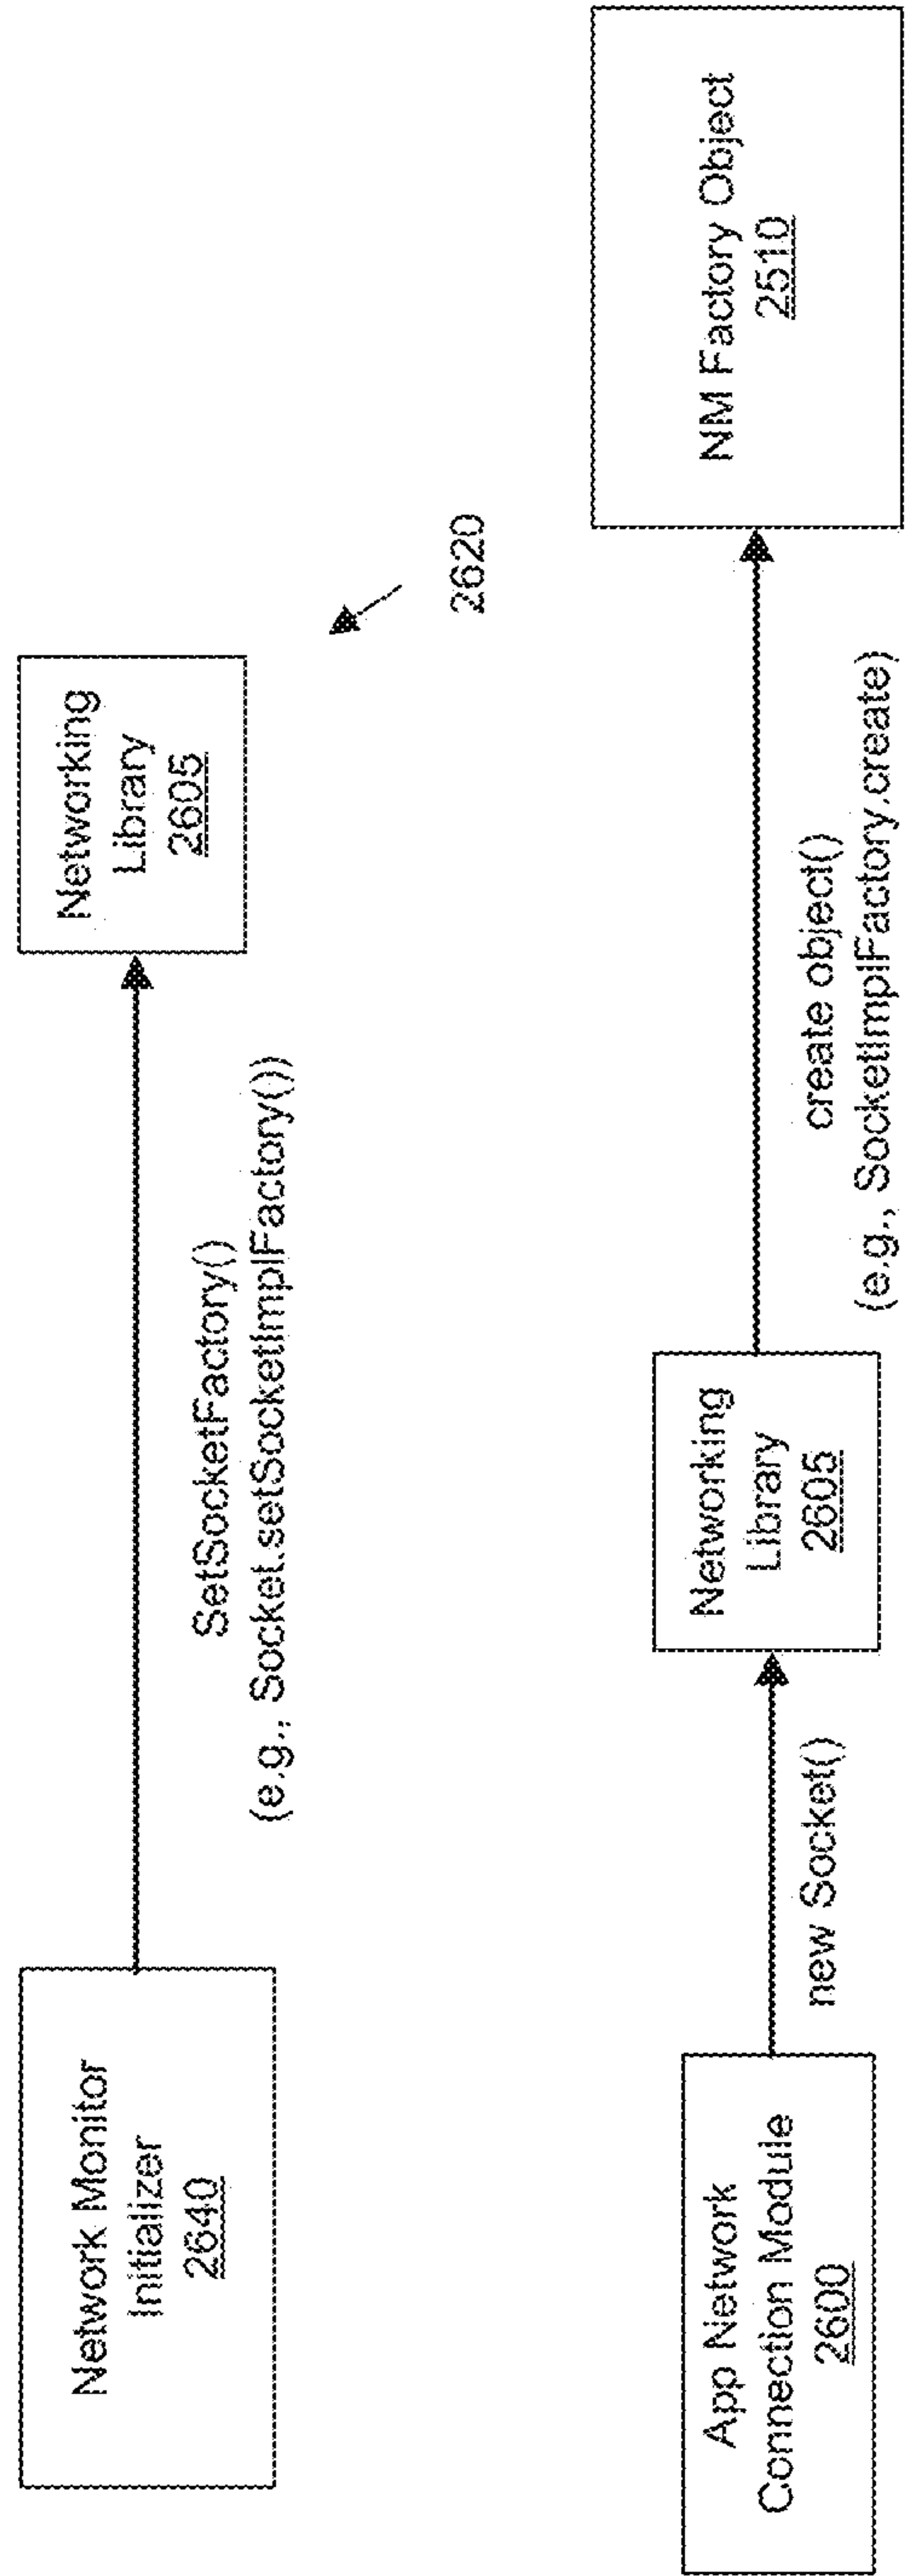 Network Monitor
Initializer
2640
SetSocketFactory()
(e.g., Socket.setSocketImplFactory())
Networking
Library
2605
2620
App Network
Connection Module
2600
new Socket()
Networking
Library
2605
create object()
(e.g., SocketImplFactory.create)
NM Factory Object
2510